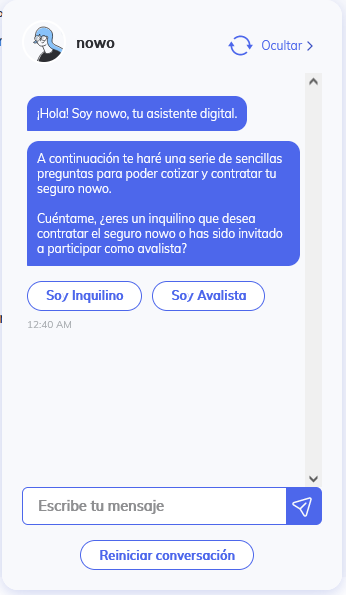 nowo
Ocultar
¡Hola! Soy nowo, tu asistente digital.
A continuación te haré una serie de sencillas
preguntas para poder cotizar y contratar tu
seguro nowo.
Cuéntame, ¿eres un inquilino que desea
contratar el seguro nowo o has sido invitado
a participar como avalista?
Soy Inquilino
Soy Avalista
12:40 AM
Escribe tu mensaje
Reiniciar conversación